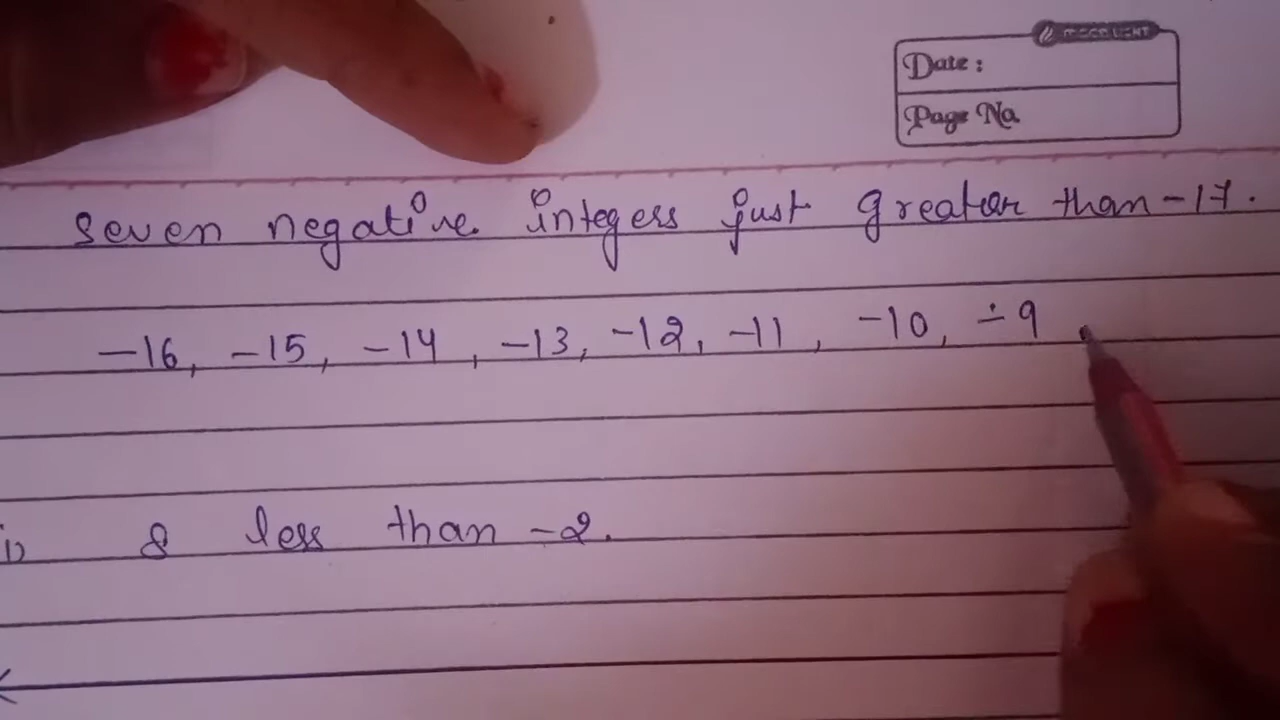 Date :
Page No.
Seven negative integers just greater than -17.
-16, -15, -14, -13, -12, -11, -10, -9
8 less than -2.